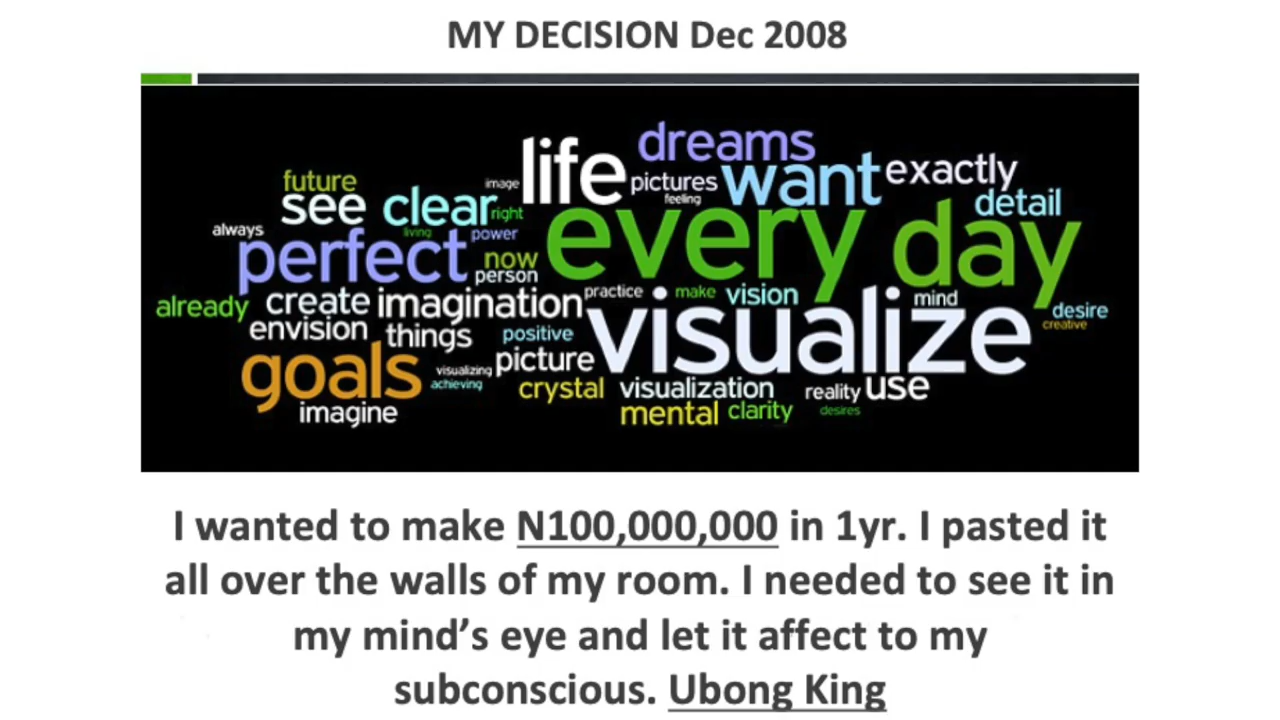 MY DECISION Dec 2008
dreams
life
want
exactly
future
image
pictures
feeling
see
clear
right
detail
always
living
power
every day
perfect
now
person
already
create
imagination
practice
make
vision
mind
desire
creative
envision
things
positive
visualize
goals
visualizing
picture
achieving
crystal
visualization
reality
use
imagine
mental
clarity
desires
I wanted to make N100,000,000 in 1yr. I pasted it
all over the walls of my room. I needed to see it in
my mind's eye and let it affect to my
subconscious. Ubong King